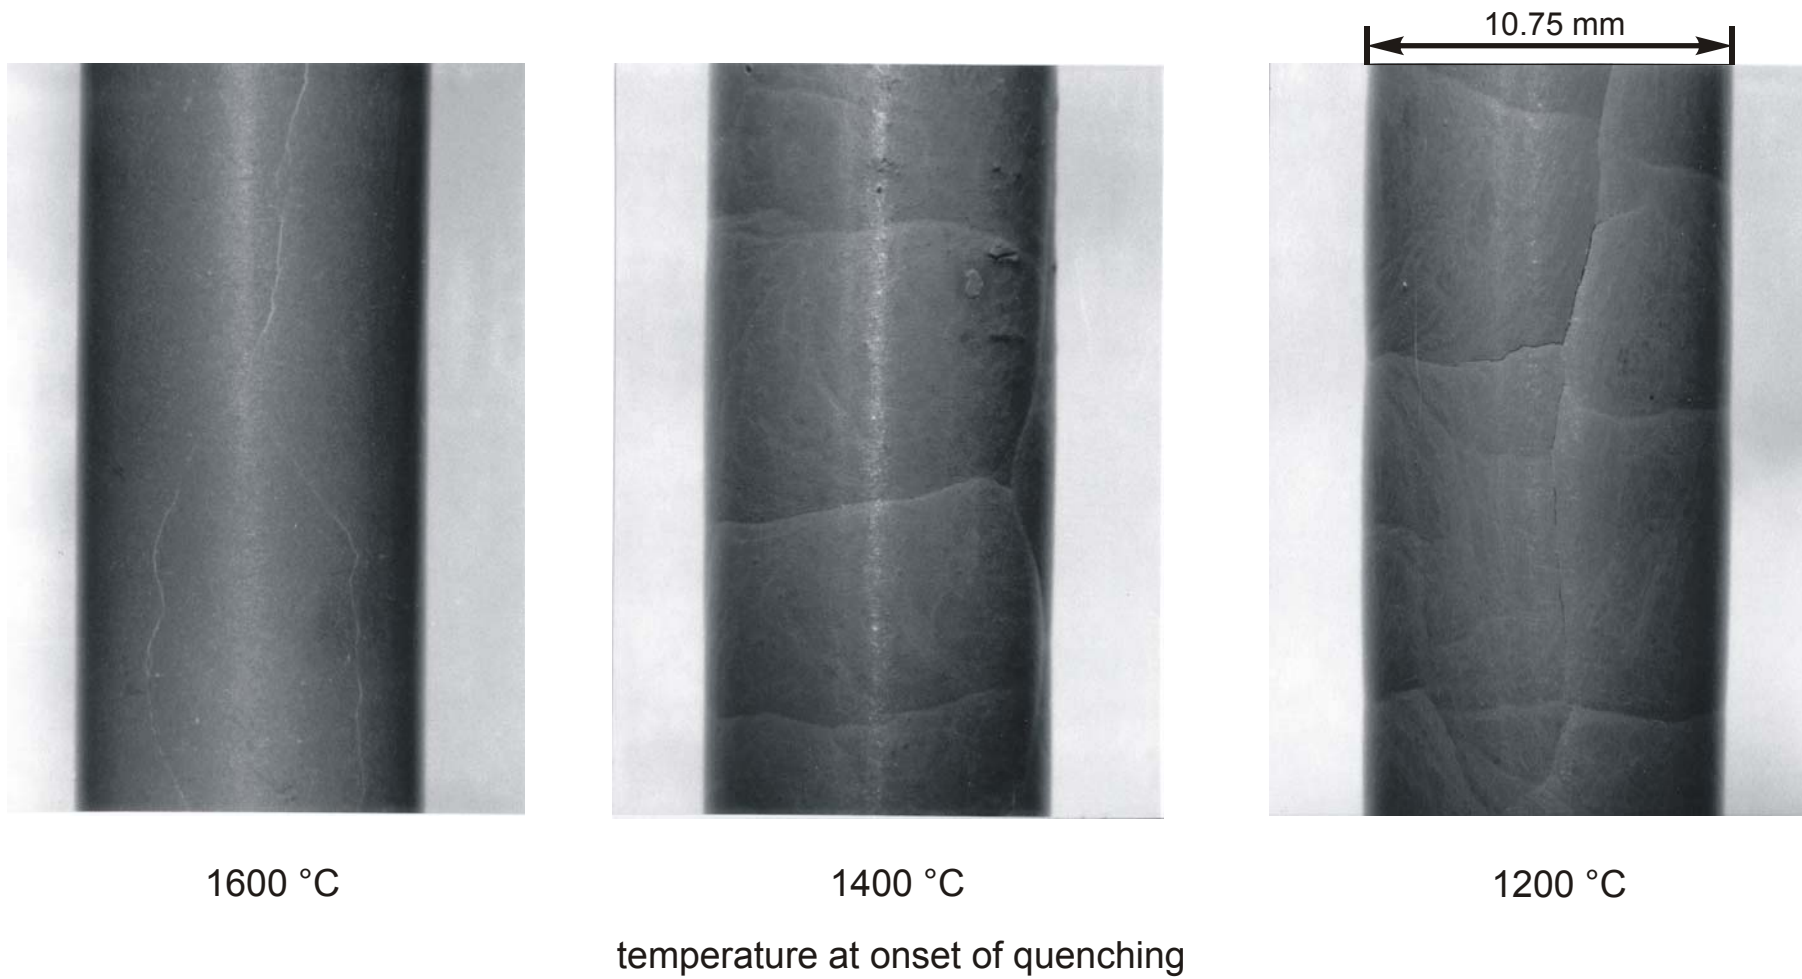 10.75 mm
1600 °C
1400 °C
1200 °C
temperature at onset of quenching